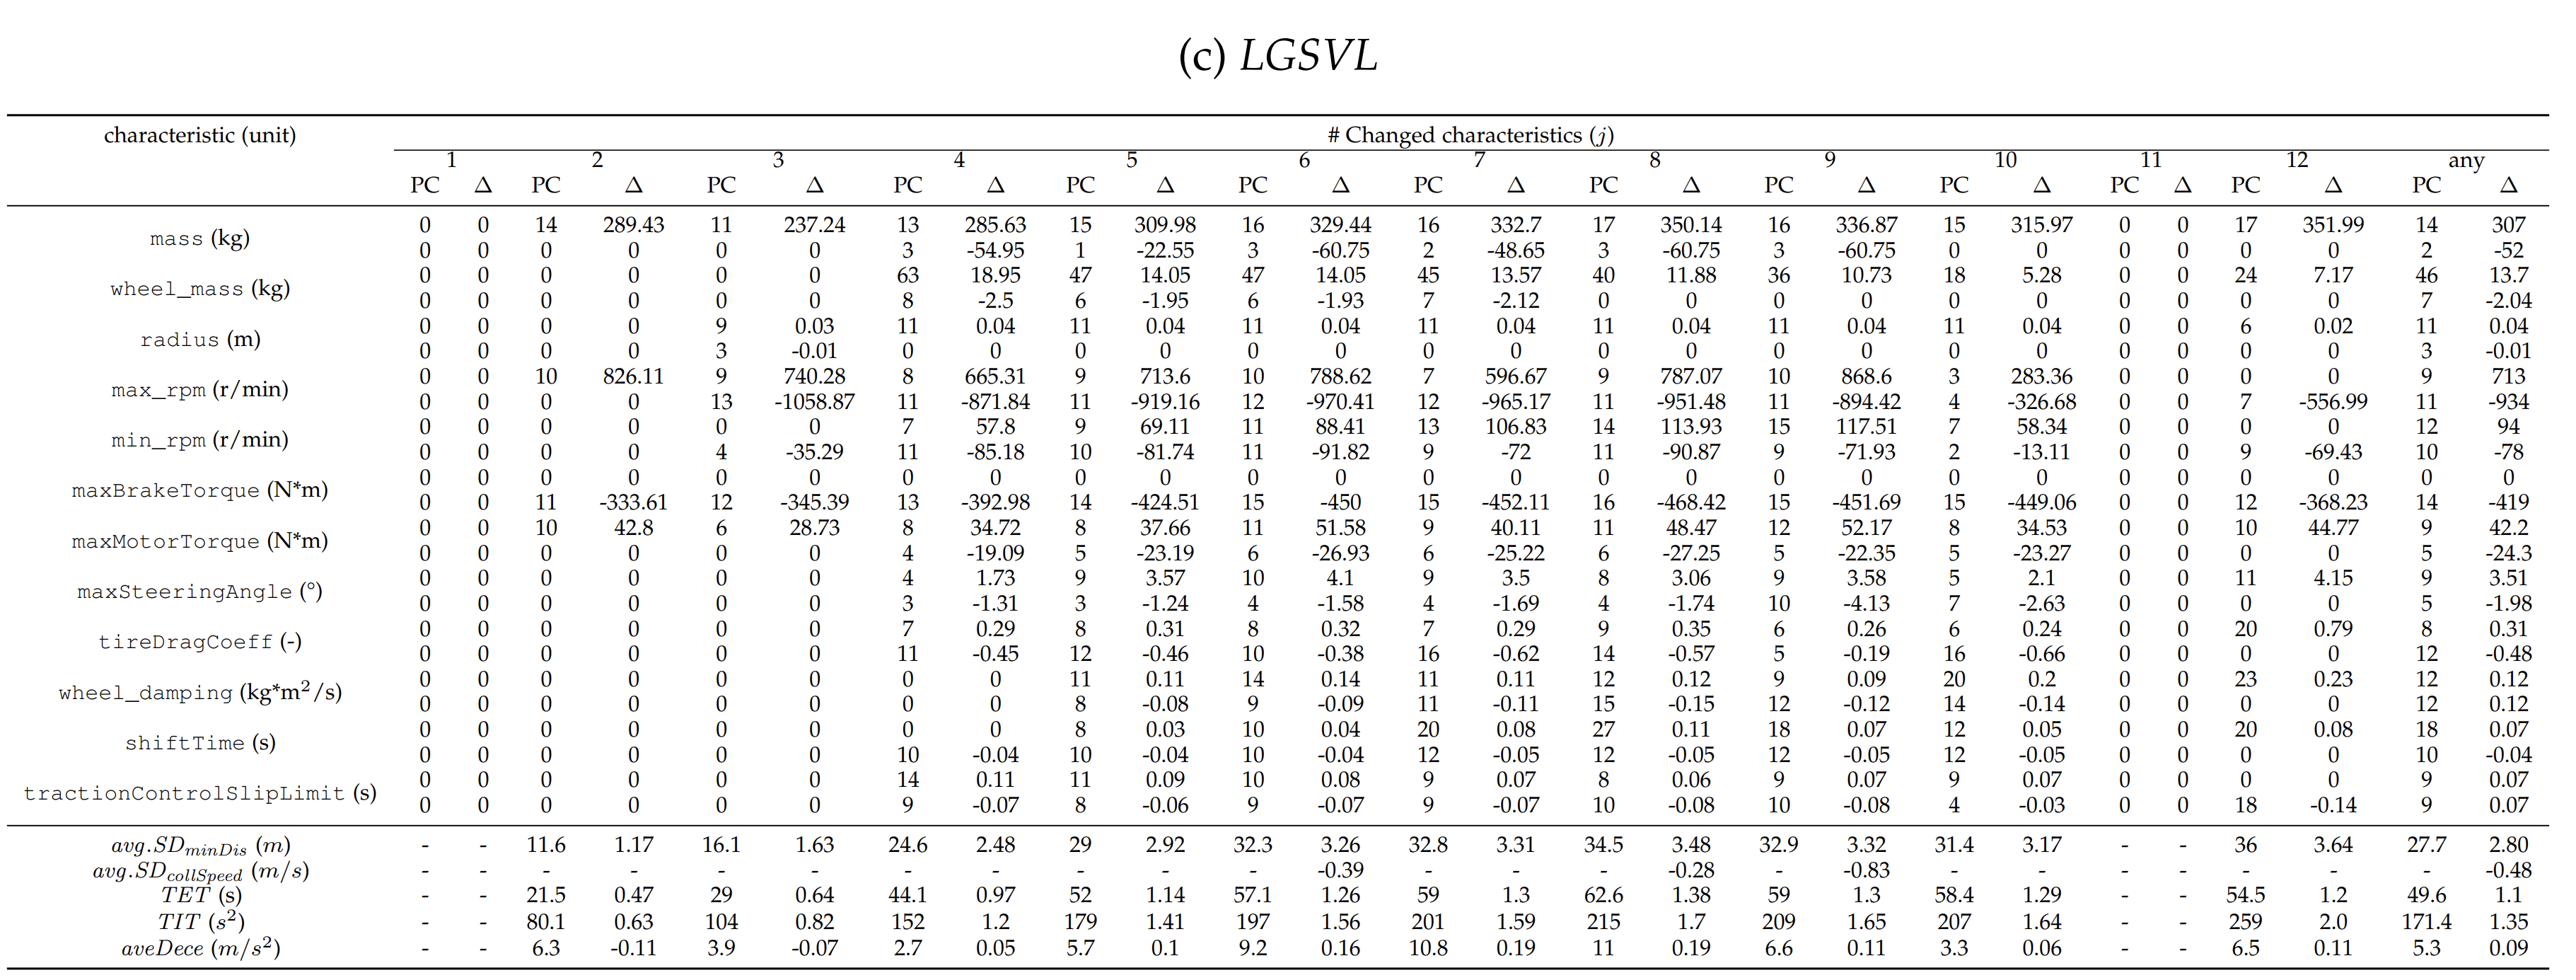 (c) LGSVL
characteristic (unit) # Changed characteristics (j)
1 2 3 4 5 6 7 8 9 10 11 12 any
PC Δ PC Δ PC Δ PC Δ PC Δ PC Δ PC Δ PC Δ PC Δ PC Δ PC Δ PC Δ PC Δ
mass (kg) 0 0 14 289.43 11 237.24 13 285.63 15 309.98 16 329.44 16 332.7 17 350.14 16 336.87 15 315.97 0 0 17 351.99 14 307
0 0 0 0 0 0 3 -54.95 1 -22.55 3 -60.75 2 -48.65 3 -60.75 3 -60.75 0 0 0 0 0 0 2 -52
wheel_mass (kg) 0 0 0 0 0 0 63 18.95 47 14.05 47 14.05 45 13.57 40 11.88 36 10.73 18 5.28 0 0 24 7.17 46 13.7
0 0 0 0 0 0 8 -2.5 6 -1.95 6 -1.93 7 -2.12 0 0 0 0 0 0 0 0 0 0 7 -2.04
radius (m) 0 0 0 0 9 0.03 11 0.04 11 0.04 11 0.04 11 0.04 11 0.04 11 0.04 11 0.04 0 0 6 0.02 11 0.04
0 0 0 0 3 -0.01 0 0 0 0 0 0 0 0 0 0 0 0 0 0 0 0 0 0 3 -0.01
max_rpm (r/min) 0 0 10 826.11 9 740.28 8 665.31 9 713.6 10 788.62 7 596.67 9 787.07 10 868.6 3 283.36 0 0 0 0 9 713
0 0 0 0 13 -1058.87 11 -871.84 11 -919.16 12 -970.41 12 -965.17 11 -951.48 11 -894.42 4 -326.68 0 0 7 -556.99 11 -934
min_rpm (r/min) 0 0 0 0 0 0 7 57.8 9 69.11 11 88.41 13 106.83 14 113.93 15 117.51 7 58.34 0 0 0 0 12 94
0 0 0 0 4 -35.29 11 -85.18 10 -81.74 11 -91.82 9 -72 11 -90.87 9 -71.93 2 -13.11 0 0 9 -69.43 10 -78
maxBrakeTorque (N*m) 0 0 0 0 0 0 0 0 0 0 0 0 0 0 0 0 0 0 0 0 0 0 0 0 0 0
0 0 11 -333.61 12 -345.39 13 -392.98 14 -424.51 15 -450 15 -452.11 16 -468.42 15 -451.69 15 -449.06 0 0 12 -368.23 14 -419
maxMotorTorque (N*m) 0 0 10 42.8 6 28.73 8 34.72 8 37.66 11 51.58 9 40.11 11 48.47 12 52.17 8 34.53 0 0 10 44.77 9 42.2
0 0 0 0 0 0 4 -19.09 5 -23.19 6 -26.93 6 -25.22 6 -27.25 5 -22.35 5 -23.27 0 0 0 0 5 -24.3
maxSteeringAngle (°) 0 0 0 0 0 0 4 1.73 9 3.57 10 4.1 9 3.5 8 3.06 9 3.58 5 2.1 0 0 11 4.15 9 3.51
0 0 0 0 0 0 3 -1.31 3 -1.24 4 -1.58 4 -1.69 4 -1.74 10 -4.13 7 -2.63 0 0 0 0 5 -1.98
tireDragCoeff (-) 0 0 0 0 0 0 7 0.29 8 0.31 8 0.32 7 0.29 9 0.35 6 0.26 6 0.24 0 0 20 0.79 8 0.31
0 0 0 0 0 0 11 -0.45 12 -0.46 10 -0.38 16 -0.62 14 -0.57 5 -0.19 16 -0.66 0 0 0 0 12 -0.48
wheel_damping (kg*m²/s) 0 0 0 0 0 0 0 0 11 0.11 14 0.14 11 0.11 12 0.12 9 0.09 20 0.2 0 0 23 0.23 12 0.12
0 0 0 0 0 0 0 0 8 -0.08 9 -0.09 11 -0.11 15 -0.15 12 -0.12 14 -0.14 0 0 0 0 12 0.12
shiftTime (s) 0 0 0 0 0 0 0 0 8 0.03 10 0.04 20 0.08 27 0.11 18 0.07 12 0.05 0 0 20 0.08 18 0.07
0 0 0 0 0 0 10 -0.04 10 -0.04 10 -0.04 12 -0.05 12 -0.05 12 -0.05 12 -0.05 0 0 0 0 10 -0.04
tractionControlSlipLimit (s) 0 0 0 0 0 0 14 0.11 11 0.09 10 0.08 9 0.07 8 0.06 9 0.07 9 0.07 0 0 0 0 9 0.07
0 0 0 0 0 0 9 -0.07 8 -0.06 9 -0.07 9 -0.07 10 -0.08 10 -0.08 4 -0.03 0 0 18 -0.14 9 0.07
avg.SD_minDis (m) - - 11.6 1.17 16.1 1.63 24.6 2.48 29 2.92 32.3 3.26 32.8 3.31 34.5 3.48 32.9 3.32 31.4 3.17 - - 36 3.64 27.7 2.80
avg.SD_collSpeed (m/s) - - - - - - - - - - - -0.39 - - - -0.28 - -0.83 - - - - - - - -0.48
TET (s) - - 21.5 0.47 29 0.64 44.1 0.97 52 1.14 57.1 1.26 59 1.3 62.6 1.38 59 1.3 58.4 1.29 - - 54.5 1.2 49.6 1.1
TIT (s²) - - 80.1 0.63 104 0.82 152 1.2 179 1.41 197 1.56 201 1.59 215 1.7 209 1.65 207 1.64 - - 259 2.0 171.4 1.35
aveDece (m/s²) - - 6.3 -0.11 3.9 -0.07 2.7 0.05 5.7 0.1 9.2 0.16 10.8 0.19 11 0.19 6.6 0.11 3.3 0.06 - - 6.5 0.11 5.3 0.09